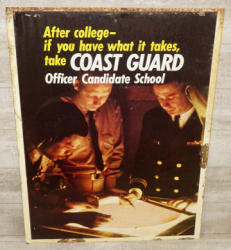 After college—
if you have what it takes,
take COAST GUARD
Officer Candidate School